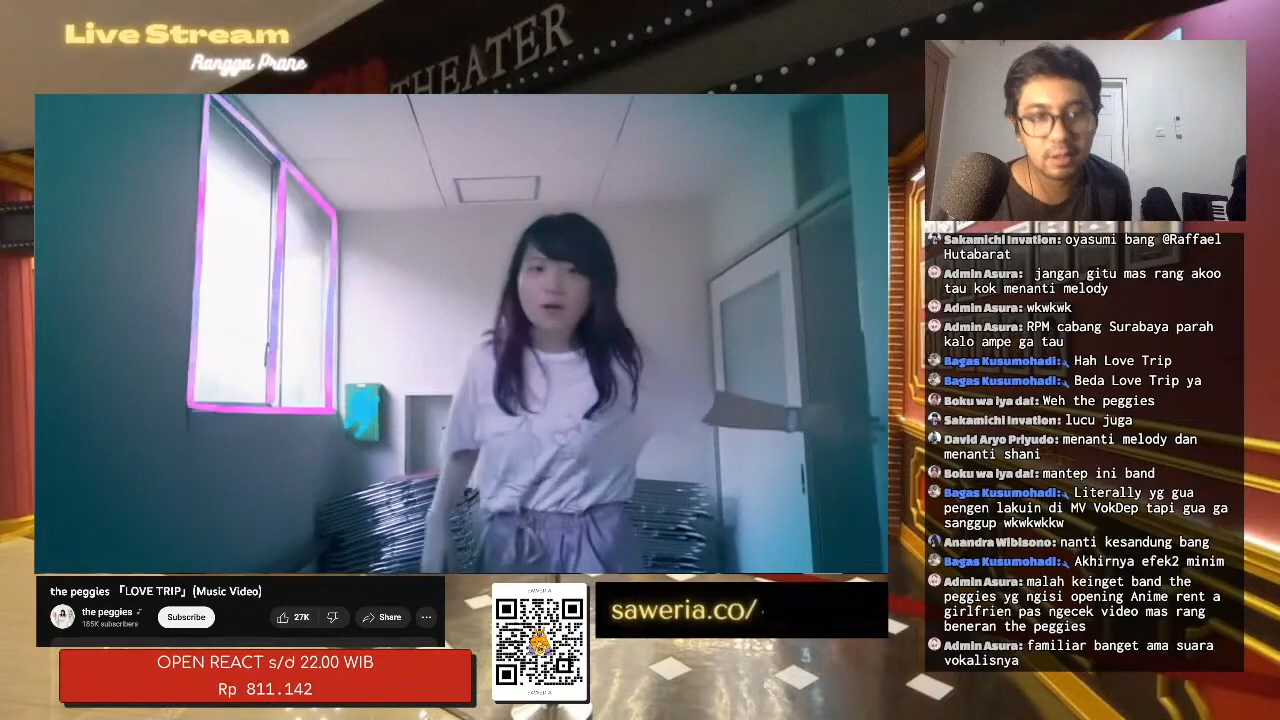 Live Stream
Rangga Prane
THEATER
Sakamichi Invation: oyasumi bang @Raffael
Hutabarat
Admin Asura: jangan gitu mas rang akoo
tau kok menanti melody
Admin Asura: wkwkwk
Admin Asura: RPM cabang Surabaya parah
kalo ampe ga tau
Bagas Kusumohadi: Hah Love Trip
Bagas Kusumohadi: Beda Love Trip ya
Boku wa iya da!: Weh the peggies
Sakamichi Invation: lucu juga
David Aryo Priyudo: menanti melody dan
menanti shani
Boku wa iya da!: mantep ini band
Bagas Kusumohadi: Literally yg gua
pengen lakuin di MV VokDep tapi gua ga
sanggup wkwkwkkw
Anandra Wibisono: nanti kesandung bang
Bagas Kusumohadi: Akhirnya efek2 minim
Admin Asura: malah keinget band the
peggies yg ngisi opening Anime rent a
girlfrien pas ngecek video mas rang
beneran the peggies
Admin Asura: familiar banget ama suara
vokalisnya
the peggies 「LOVE TRIP」(Music Video)
the peggies
185K subscribers
Subscribe
27K
Share
OPEN REACT s/d 22.00 WIB
Rp 811.142
SAWERIA
SAWERIA
saweria.co/